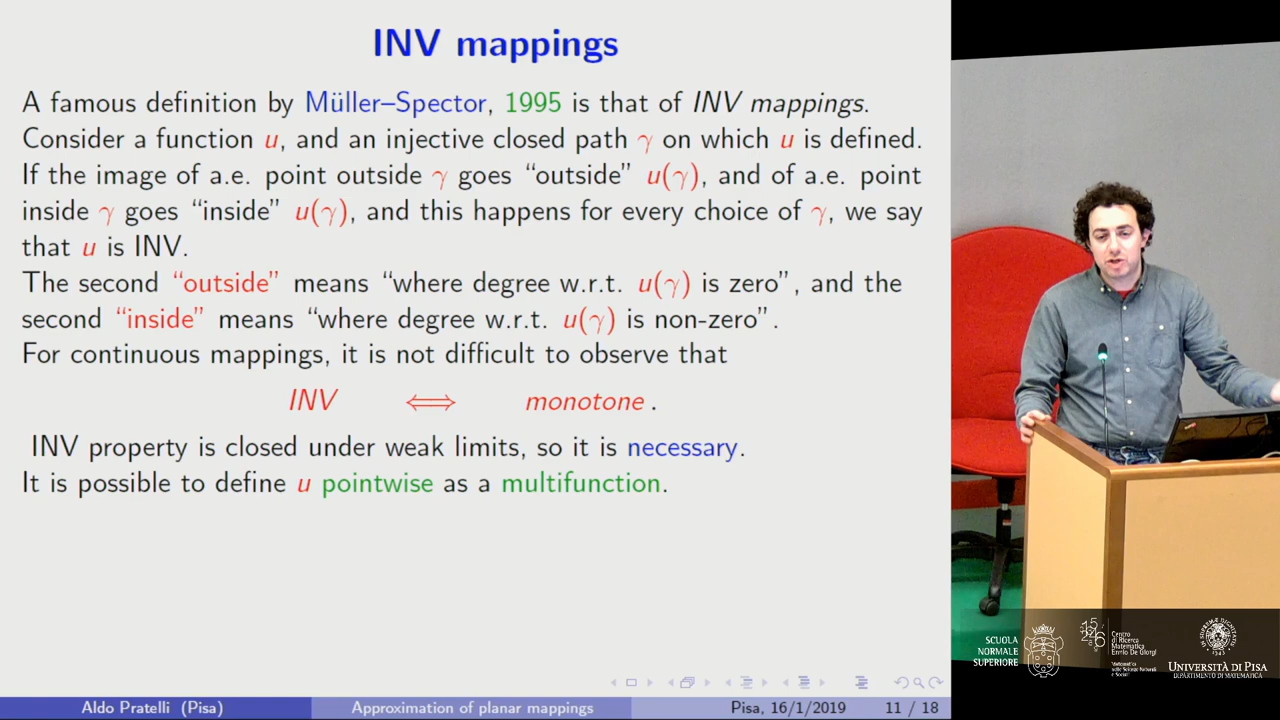 INV mappings
A famous definition by Müller–Spector, 1995 is that of INV mappings.
Consider a function u, and an injective closed path γ on which u is defined.
If the image of a.e. point outside γ goes “outside” u(γ), and of a.e. point
inside γ goes “inside” u(γ), and this happens for every choice of γ, we say
that u is INV.
The second “outside” means “where degree w.r.t. u(γ) is zero”, and the
second “inside” means “where degree w.r.t. u(γ) is non-zero”.
For continuous mappings, it is not difficult to observe that
INV ⟺ monotone .
INV property is closed under weak limits, so it is necessary.
It is possible to define u pointwise as a multifunction.
Aldo Pratelli (Pisa) Approximation of planar mappings Pisa, 16/1/2019 11 / 18
SCUOLA
NORMALE
SUPERIORE
Centro
di Ricerca
Matematica
Ennio De Giorgi
UNIVERSITÀ DI PISA
DIPARTIMENTO DI MATEMATICA